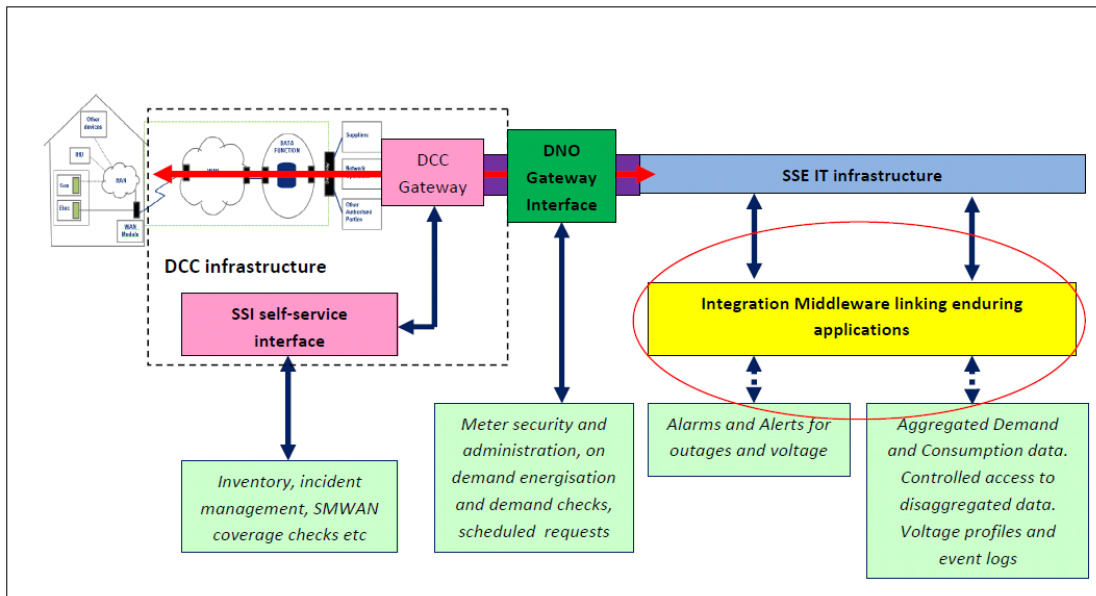 Other
devices
IHD
HAN
Gas
Elec
WAN
Module
DATA
FUNCTION
Suppliers
Network
Other
Authorised
Parties
DCC
Gateway
DNO
Gateway
Interface
SSE IT infrastructure
DCC infrastructure
SSI self-service
interface
Integration Middleware linking enduring
applications
Inventory, incident
management, SMWAN
coverage checks etc
Meter security and
administration, on
demand energisation
and demand checks,
scheduled requests
Alarms and Alerts for
outages and voltage
Aggregated Demand
and Consumption data.
Controlled access to
disaggregated data.
Voltage profiles and
event logs